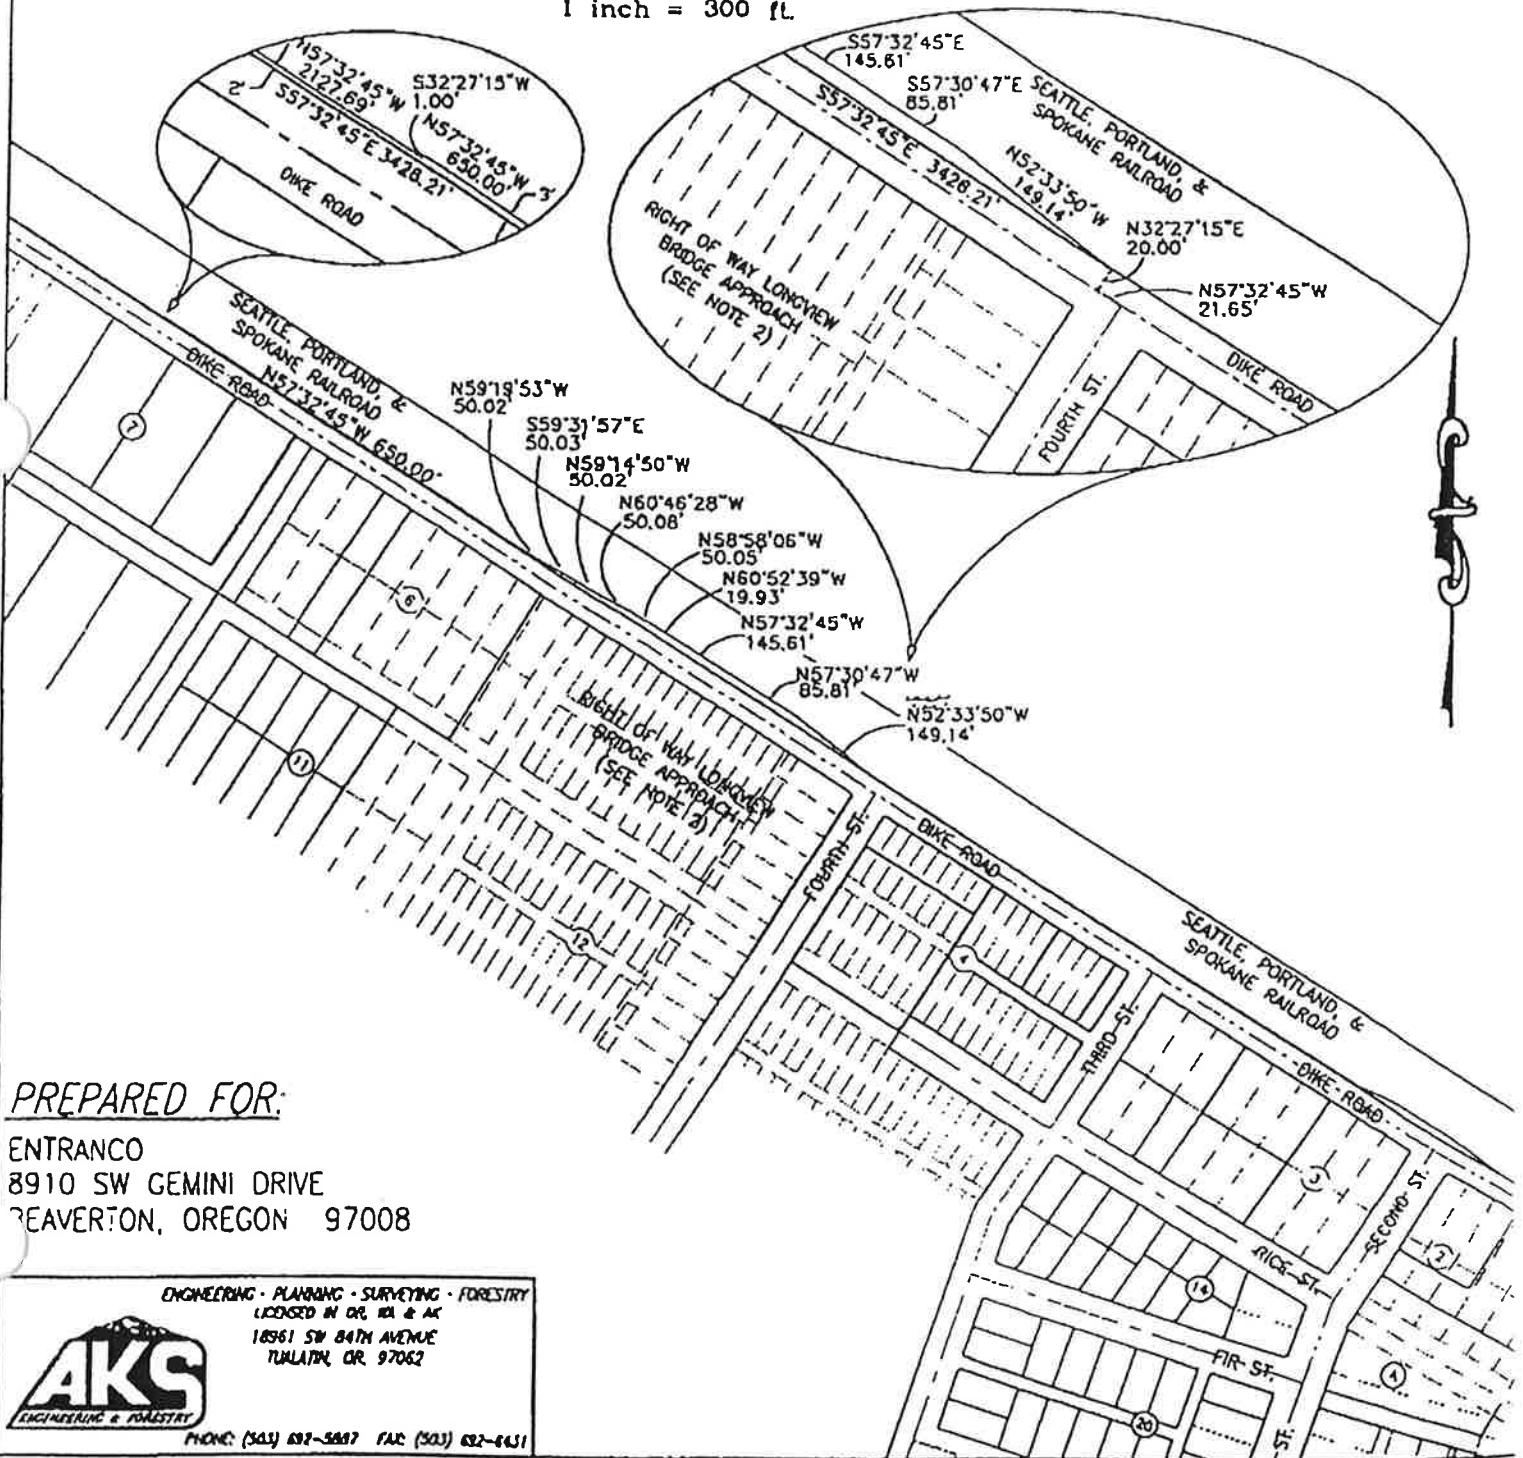 1 inch = 300 ft.
N57°32'45"W
2127.69'
2'
S32°27'15"W
1.00'
S57°32'45"E 3428.21'
N57°32'45"W
650.00'
3'
DIKE ROAD
S57°32'45"E
145.61'
S57°30'47"E
85.81'
SEATTLE, PORTLAND, &
SPOKANE RAILROAD
S57°32'45"E 3428.21'
N52°33'50"W
149.14'
N32°27'15"E
20.00'
N57°32'45"W
21.65'
RIGHT OF WAY LONGVIEW
BRIDGE APPROACH
(SEE NOTE 2)
FOURTH ST.
DIKE ROAD
SEATTLE, PORTLAND, &
SPOKANE RAILROAD
DIKE ROAD
N57°32'45"W 650.00'
7
N59°19'53"W
50.02'
S59°31'57"E
50.03'
N59°14'50"W
50.02'
N60°46'28"W
50.08'
N58°58'06"W
50.05'
N60°52'39"W
19.93'
N57°32'45"W
145.61'
N57°30'47"W
85.81'
N52°33'50"W
149.14'
6
11
RIGHT OF WAY LONGVIEW
BRIDGE APPROACH
(SEE NOTE 2)
12
FOURTH ST.
DIKE ROAD
4
SEATTLE, PORTLAND, &
SPOKANE RAILROAD
THIRD ST.
DIKE ROAD
3
SECOND ST.
2
RICE ST.
14
FIR ST.
A
20
ST.
PREPARED FOR:
ENTRANCO
8910 SW GEMINI DRIVE
BEAVERTON, OREGON 97008
ENGINEERING · PLANNING · SURVEYING · FORESTRY
LICENSED IN OR, WA & AK
18961 SW 84TH AVENUE
TUALATIN, OR 97062
AKS
ENGINEERING & FORESTRY
PHONE: (503) 692-5887 FAX: (503) 692-6431